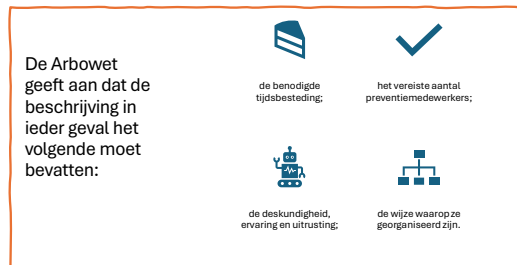 De Arbowet
geeft aan dat de
beschrijving in
ieder geval het
volgende moet
bevatten:
de benodigde
tijdsbesteding;
het vereiste aantal
preventiemedewerkers;
de deskundigheid,
ervaring en uitrusting;
de wijze waarop ze
georganiseerd zijn.